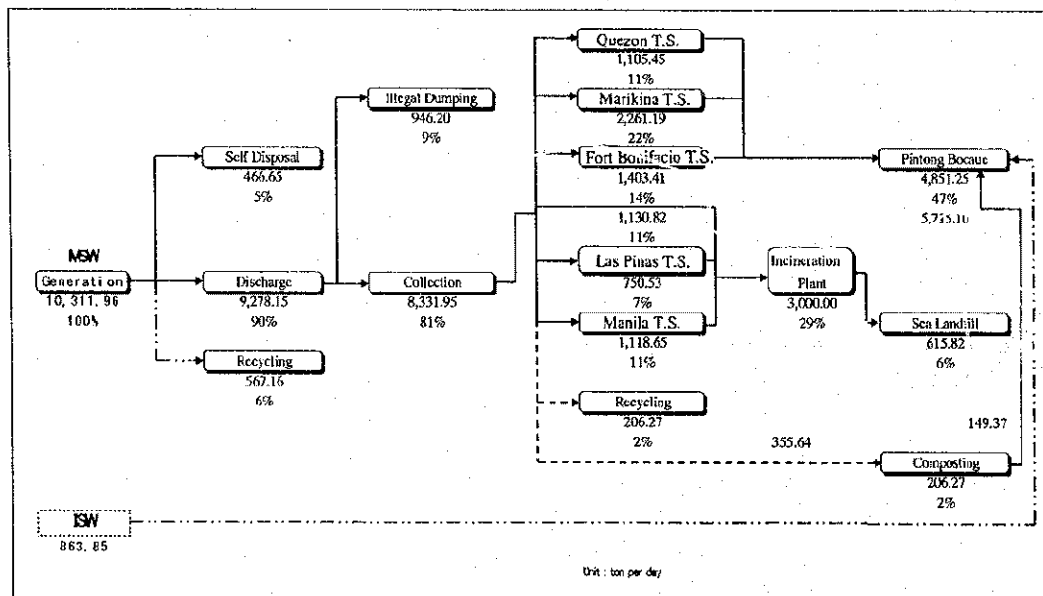 Quezon T.S.
1,105.45
11%
Illegal Dumping
946.20
9%
Marikina T.S.
2,261.19
22%
Self Disposal
466.65
5%
Fort Bonifacio T.S.
1,403.41
14%
Pintong Bocaue
4,851.25
47%
1,130.82
11%
MSW
Generation
10,311.96
100%
Discharge
9,278.15
90%
Collection
8,331.95
81%
Las Pinas T.S.
750.53
7%
Incineration
Plant
3,000.00
29%
Manila T.S.
1,118.65
11%
Sea Landfill
615.82
6%
Recycling
567.16
6%
Recycling
206.27
2%
355.64
149.37
Composting
206.27
2%
ISW
863.85
Unit : ton per day